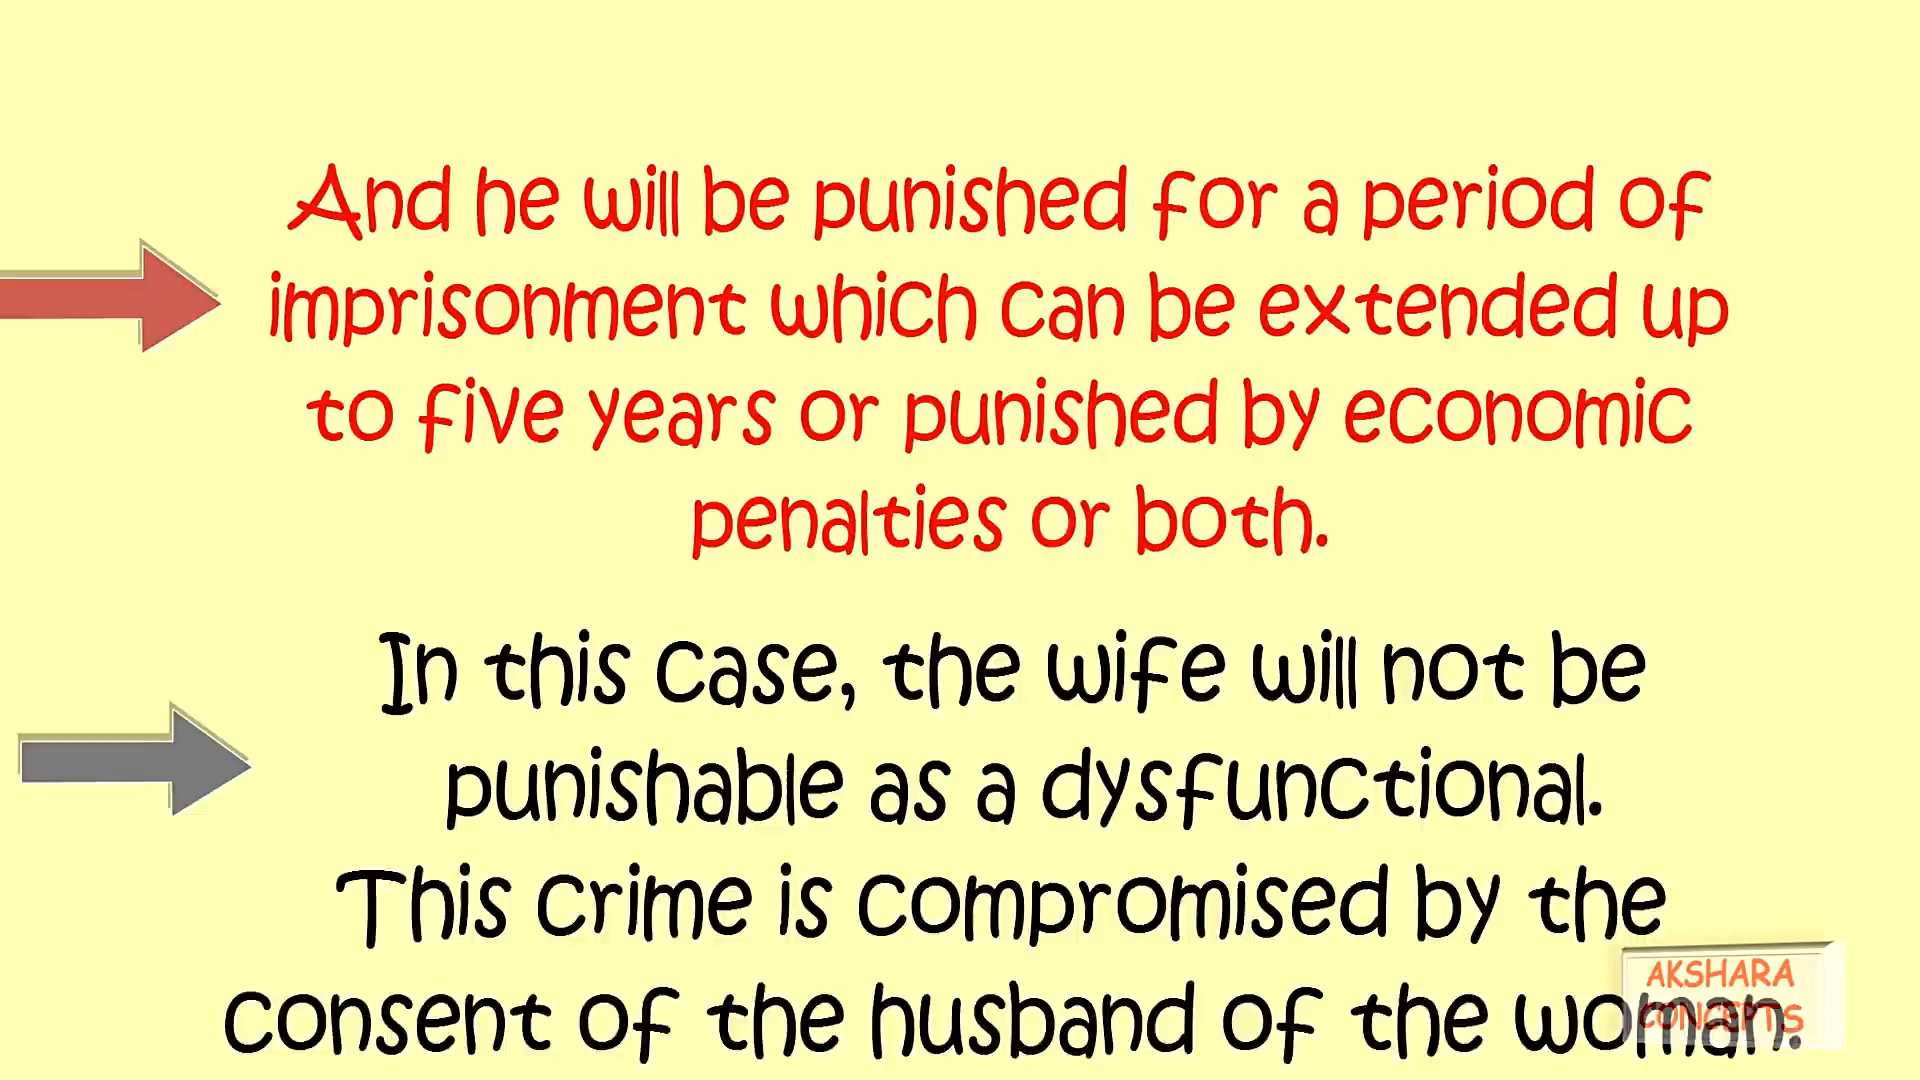 And he will be punished for a period of
imprisonment which can be extended up
to five years or punished by economic
penalties or both.
In this case, the wife will not be
punishable as a dysfunctional.
This crime is compromised by the
consent of the husband of the woman.
AKSHARA
CONCEPTS